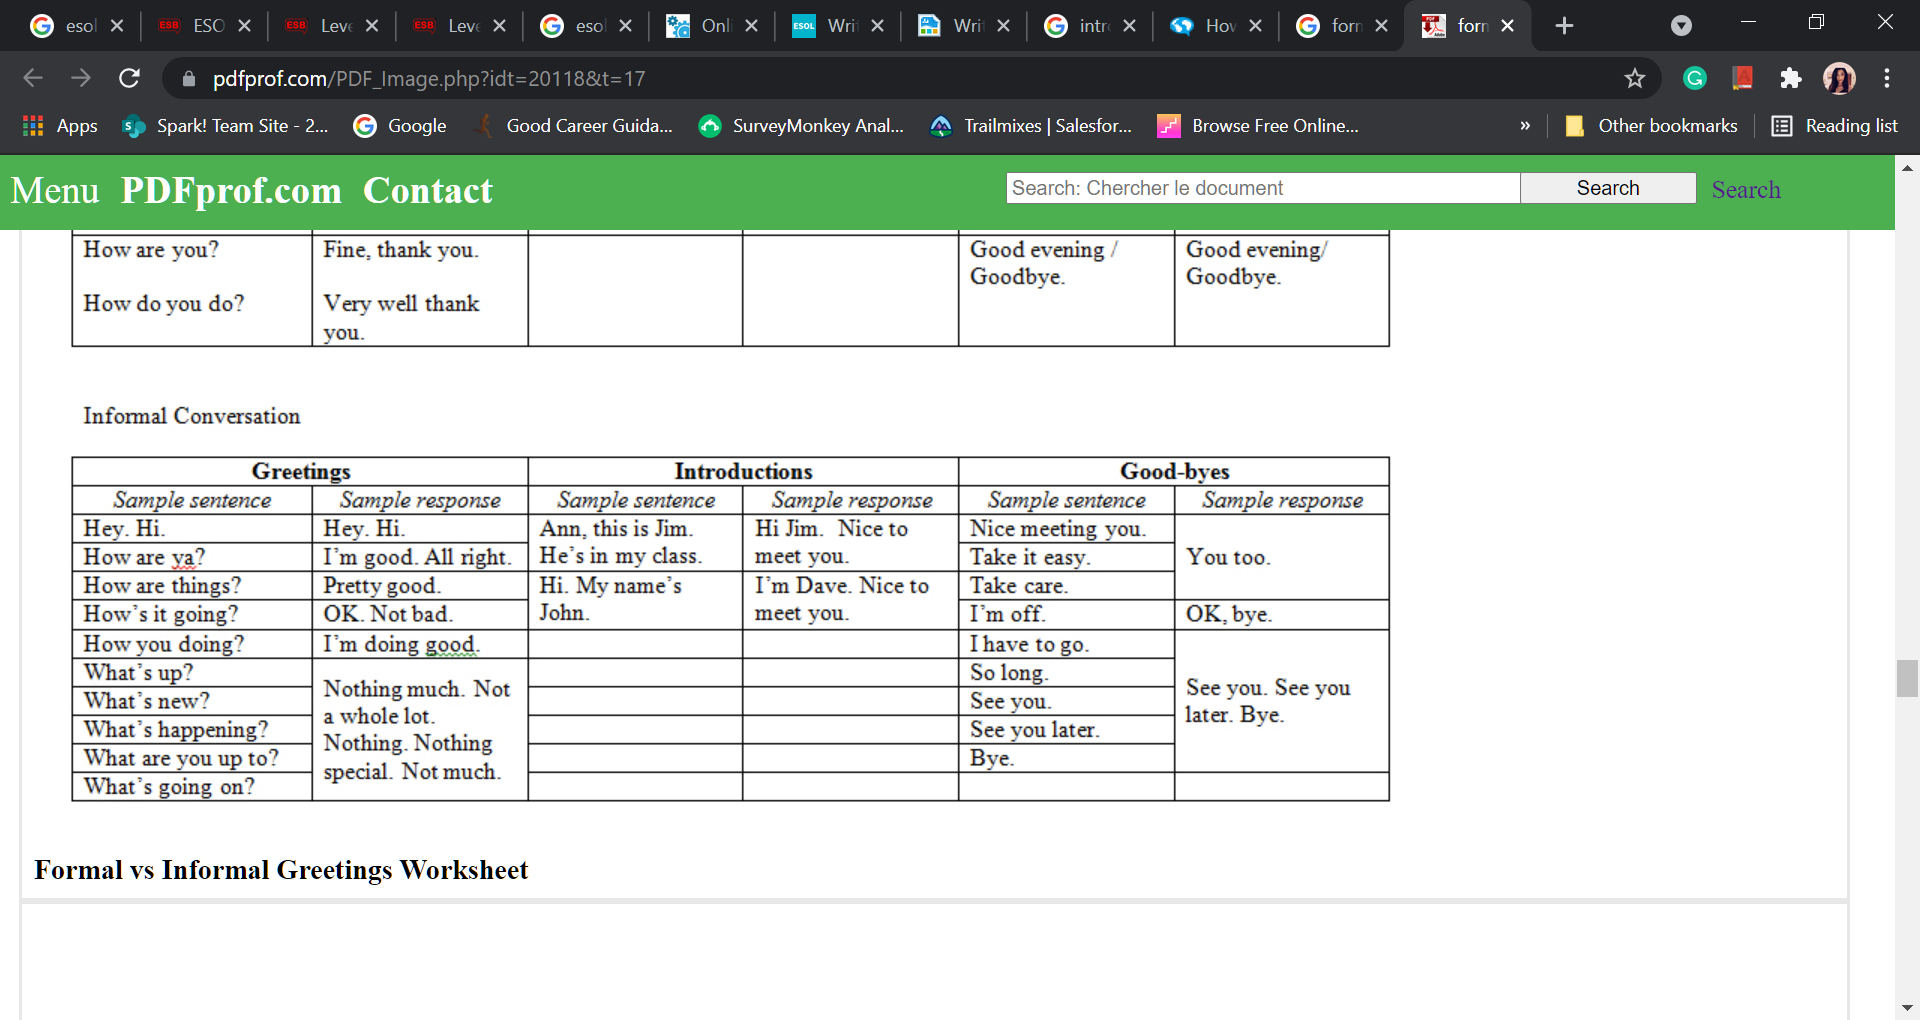 esol
ESO
Leve
Leve
esol
Onli
Writ
Writ
intro
How
form
form
pdfprof.com/PDF_Image.php?idt=20118&t=17
Apps
Spark! Team Site - 2...
Google
Good Career Guida...
SurveyMonkey Anal...
Trailmixes | Salesfor...
Browse Free Online...
»
Other bookmarks
Reading list
Menu PDFprof.com Contact
Search: Chercher le document
Search
Search
How are you?
Fine, thank you.
Good evening /
Goodbye.
Good evening/
Goodbye.
How do you do?
Very well thank
you.
Informal Conversation
Greetings
Introductions
Good-byes
Sample sentence
Sample response
Sample sentence
Sample response
Sample sentence
Sample response
Hey. Hi.
Hey. Hi.
Ann, this is Jim.
He's in my class.
Hi Jim. Nice to
meet you.
Nice meeting you.
You too.
How are ya?
I'm good. All right.
Take it easy.
How are things?
Pretty good.
Hi. My name's
John.
I'm Dave. Nice to
meet you.
Take care.
How's it going?
OK. Not bad.
I'm off.
OK, bye.
How you doing?
I'm doing good.
I have to go.
See you. See you
later. Bye.
What's up?
Nothing much. Not
a whole lot.
Nothing. Nothing
special. Not much.
So long.
What's new?
See you.
What's happening?
See you later.
What are you up to?
Bye.
What's going on?
Formal vs Informal Greetings Worksheet